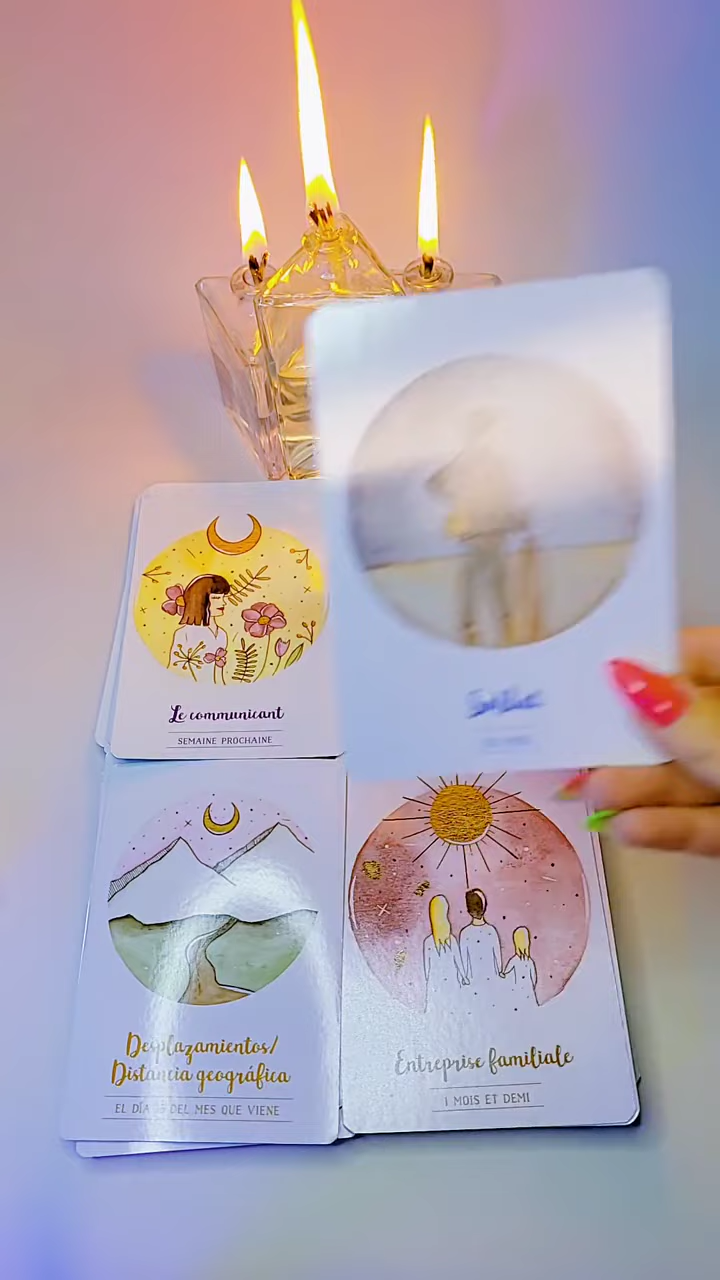 Le communicant
SEMAINE PROCHAINE
Desplazamientos/
Distancia geográfica
EL DÍA DEL MES QUE VIENE
Entreprise familiale
1 MOIS ET DEMI